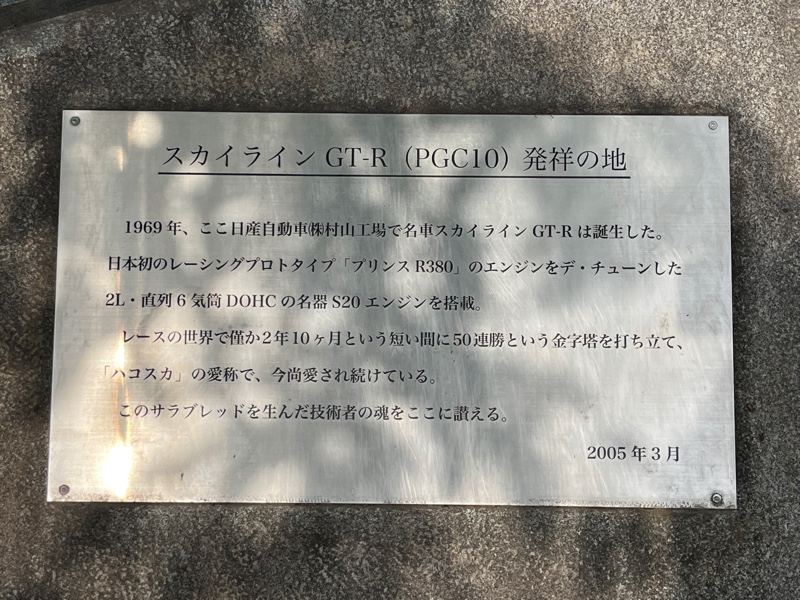 スカイライン GT-R（PGC10）発祥の地
1969 年、ここ日産自動車㈱村山工場で名車スカイライン GT-R は誕生した。
日本初のレーシングプロトタイプ「プリンス R380」のエンジンをデ・チューンした
2L・直列 6 気筒 DOHC の名器 S20 エンジンを搭載。
レースの世界で僅か 2 年 10 ヶ月という短い間に 50 連勝という金字塔を打ち立て、
「ハコスカ」の愛称で、今尚愛され続けている。
このサラブレッドを生んだ技術者の魂をここに讃える。
2005 年 3 月